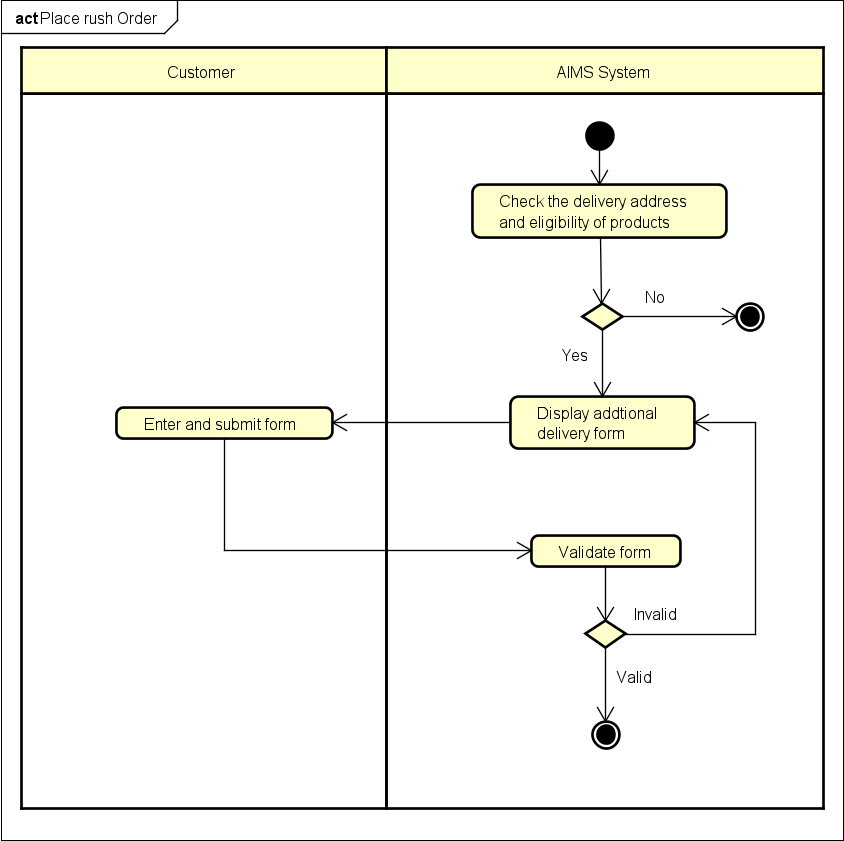 act Place rush Order
Customer
AIMS System
Check the delivery address
and eligibility of products
No
Yes
Display addtional
delivery form
Enter and submit form
Validate form
Invalid
Valid